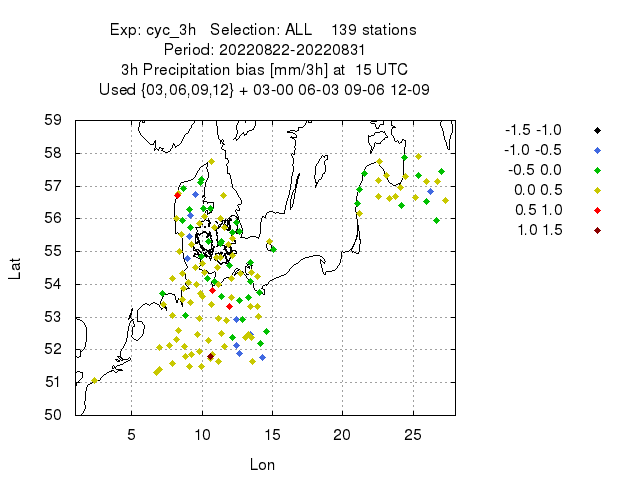 Exp: cyc_3h Selection: ALL 139 stations
Period: 20220822-20220831
3h Precipitation bias [mm/3h] at 15 UTC
Used {03,06,09,12} + 03-00 06-03 09-06 12-09
59
58
57
56
55
54
53
52
51
50
Lat
5 10 15 20 25
Lon
-1.5 -1.0
-1.0 -0.5
-0.5 0.0
0.0 0.5
0.5 1.0
1.0 1.5